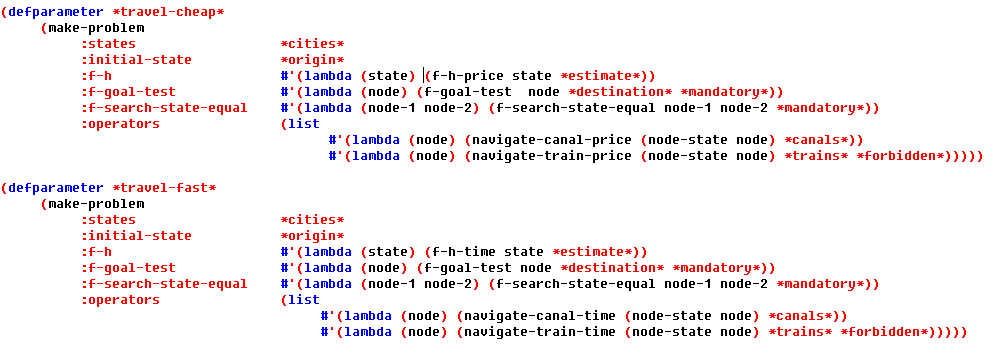 (defparameter *travel-cheap*
     (make-problem
          :states                  *cities*
          :initial-state           *origin*
          :f-h                     #'(lambda (state) (f-h-price state *estimate*))
          :f-goal-test             #'(lambda (node) (f-goal-test  node *destination* *mandatory*))
          :f-search-state-equal    #'(lambda (node-1 node-2) (f-search-state-equal node-1 node-2 *mandatory*))
          :operators               (list
                                         #'(lambda (node) (navigate-canal-price (node-state node) *canals*))
                                         #'(lambda (node) (navigate-train-price (node-state node) *trains* *forbidden*)))))
(defparameter *travel-fast*
     (make-problem
          :states                  *cities*
          :initial-state           *origin*
          :f-h                     #'(lambda (state) (f-h-time state *estimate*))
          :f-goal-test             #'(lambda (node) (f-goal-test node *destination* *mandatory*))
          :f-search-state-equal    #'(lambda (node-1 node-2) (f-search-state-equal node-1 node-2 *mandatory*))
          :operators               (list
                                        #'(lambda (node) (navigate-canal-time (node-state node) *canals*))
                                        #'(lambda (node) (navigate-train-time (node-state node) *trains* *forbidden*)))))